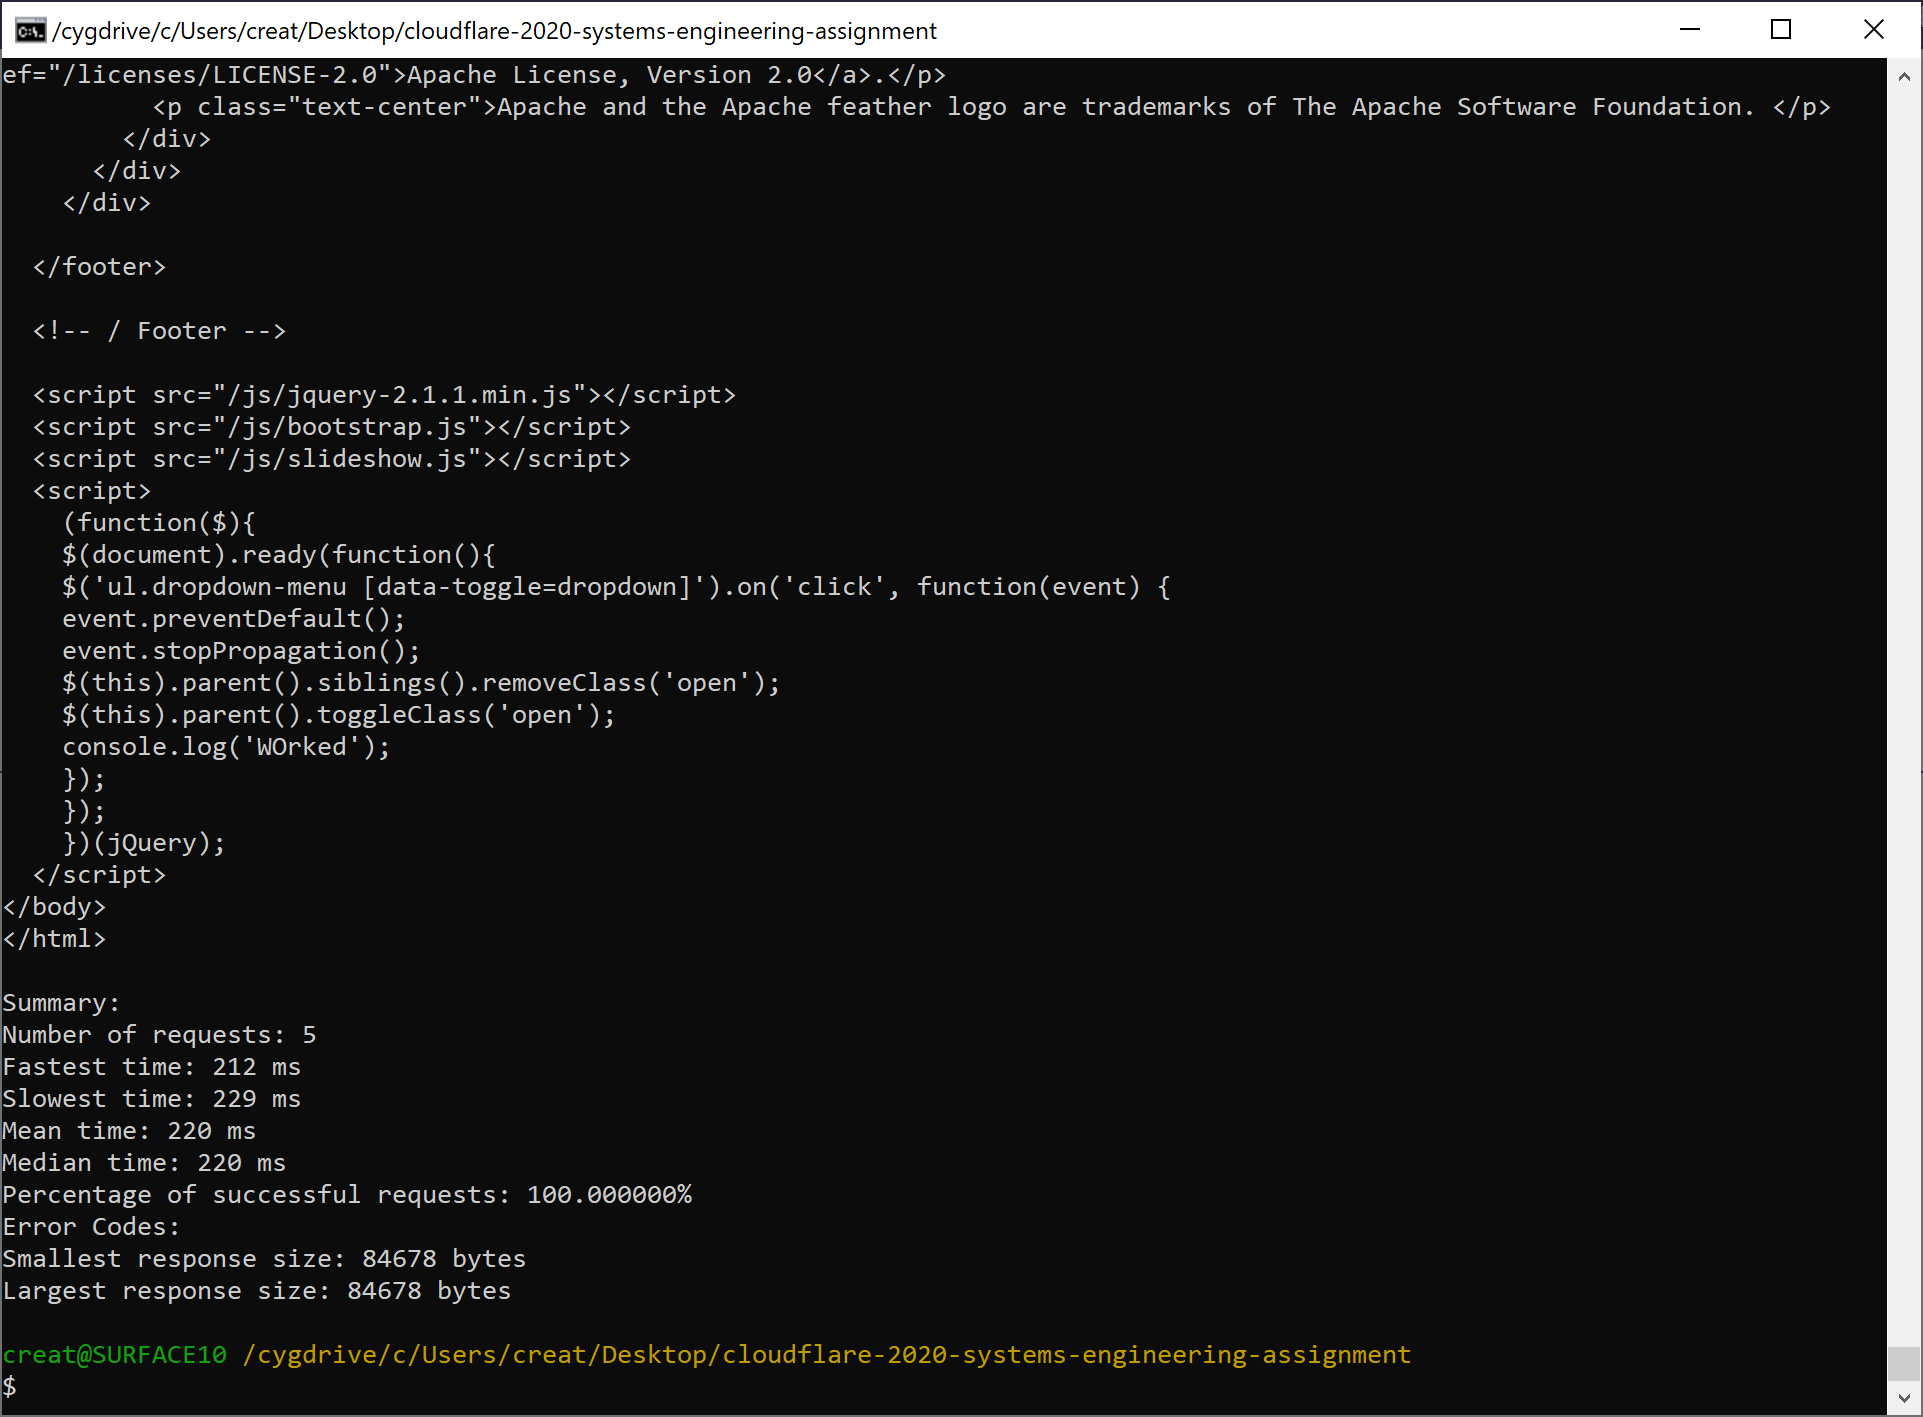 /cygdrive/c/Users/creat/Desktop/cloudflare-2020-systems-engineering-assignment
ef="/licenses/LICENSE-2.0">Apache License, Version 2.0</a>.</p>
          <p class="text-center">Apache and the Apache feather logo are trademarks of The Apache Software Foundation. </p>
        </div>
      </div>
    </div>

  </footer>

  <!-- / Footer -->

  <script src="/js/jquery-2.1.1.min.js"></script>
  <script src="/js/bootstrap.js"></script>
  <script src="/js/slideshow.js"></script>
  <script>
    (function($){
    $(document).ready(function(){
    $('ul.dropdown-menu [data-toggle=dropdown]').on('click', function(event) {
    event.preventDefault();
    event.stopPropagation();
    $(this).parent().siblings().removeClass('open');
    $(this).parent().toggleClass('open');
    console.log('WOrked');
    });
    });
    })(jQuery);
  </script>
</body>
</html>

Summary:
Number of requests: 5
Fastest time: 212 ms
Slowest time: 229 ms
Mean time: 220 ms
Median time: 220 ms
Percentage of successful requests: 100.000000%
Error Codes:
Smallest response size: 84678 bytes
Largest response size: 84678 bytes

creat@SURFACE10 /cygdrive/c/Users/creat/Desktop/cloudflare-2020-systems-engineering-assignment
$